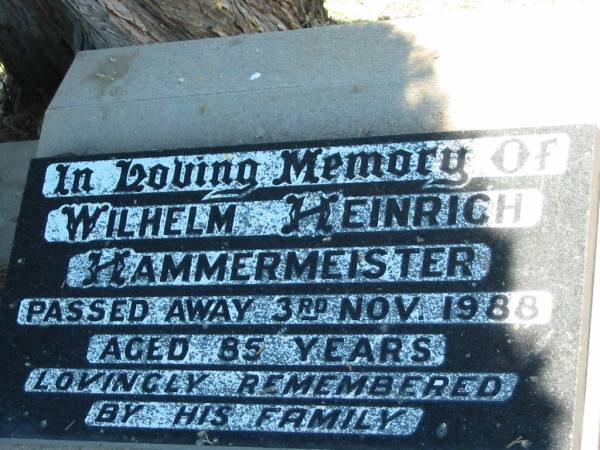 In Loving Memory Of
WILHELM HEINRICH
HAMMERMEISTER
PASSED AWAY 3RD NOV. 1988
AGED 85 YEARS
LOVINGLY REMEMBERED
BY HIS FAMILY